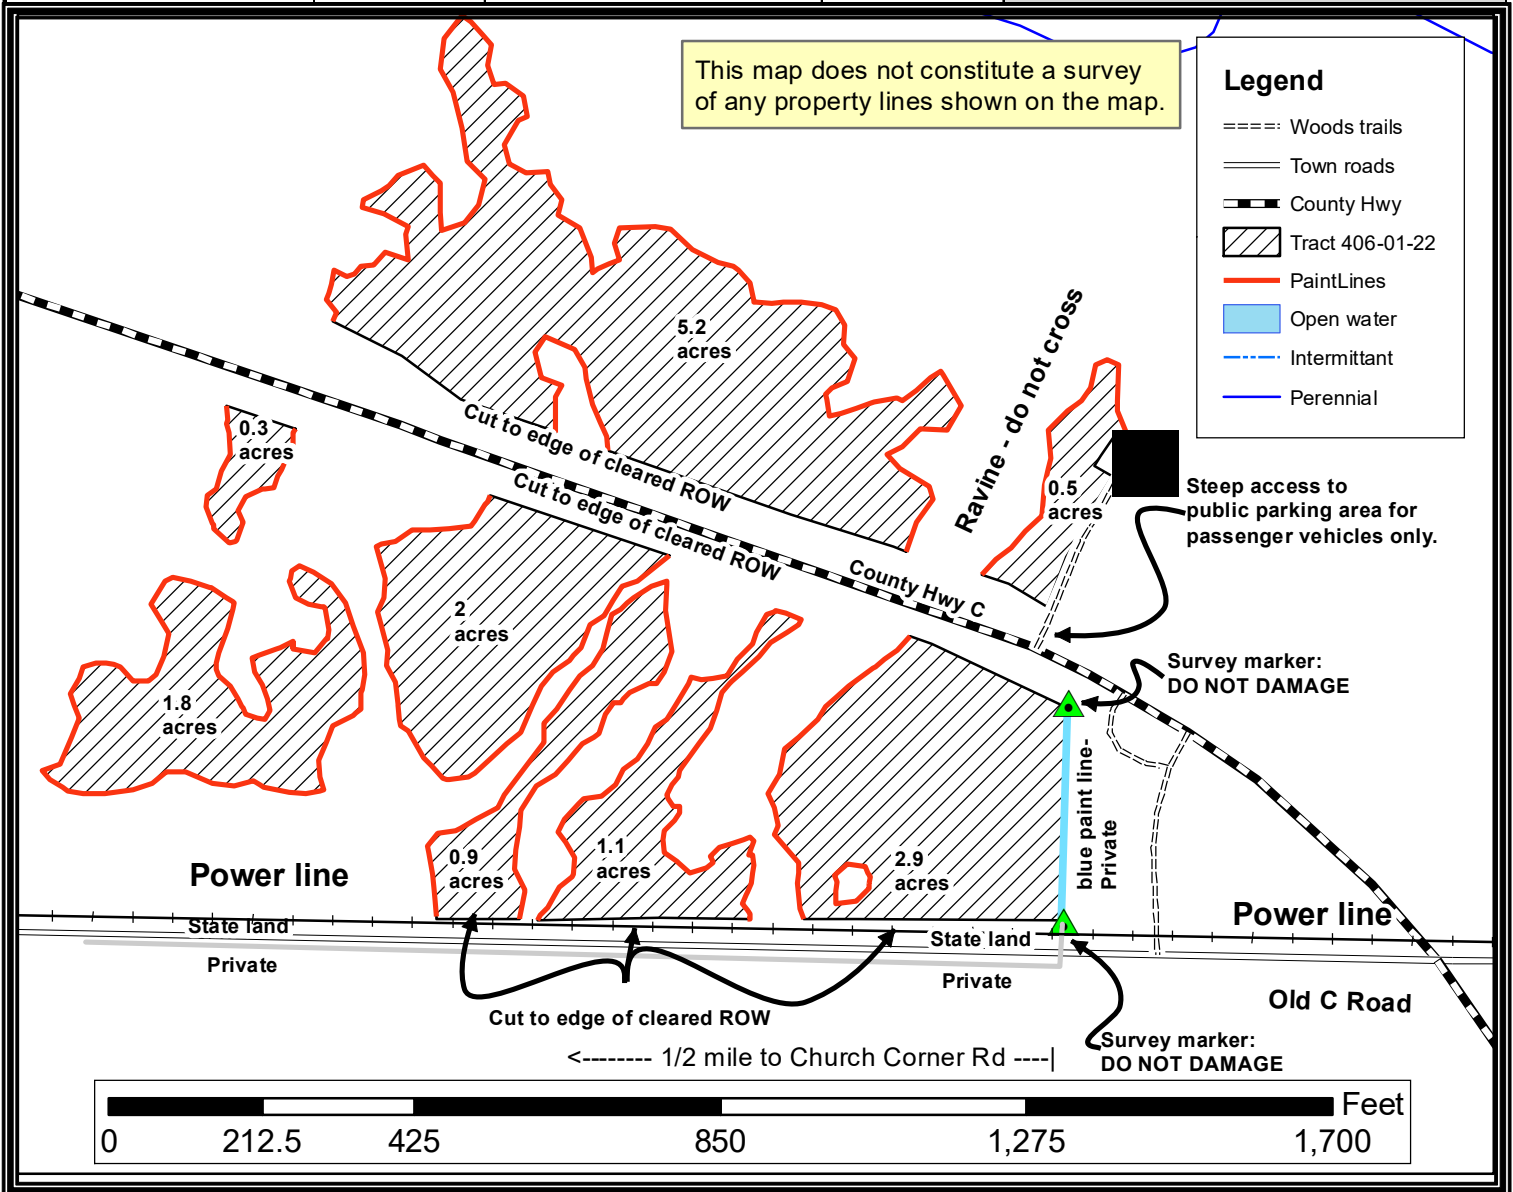 This map does not constitute a survey
of any property lines shown on the map.
Legend
Woods trails
Town roads
County Hwy
Tract 406-01-22
PaintLines
Open water
Intermittant
Perennial
5.2
acres
Ravine - do not cross
0.3
acres
Cut to edge of cleared ROW
Cut to edge of cleared ROW
0.5
acres
Steep access to
public parking area for
passenger vehicles only.
County Hwy C
2
acres
Survey marker:
DO NOT DAMAGE
1.8
acres
blue paint line-
Private
0.9
acres
1.1
acres
2.9
acres
Power line
Power line
State land
State land
Private
Private
Old C Road
Cut to edge of cleared ROW
Survey marker:
DO NOT DAMAGE
<-------- 1/2 mile to Church Corner Rd ----|
Feet
0 212.5 425 850 1,275 1,700